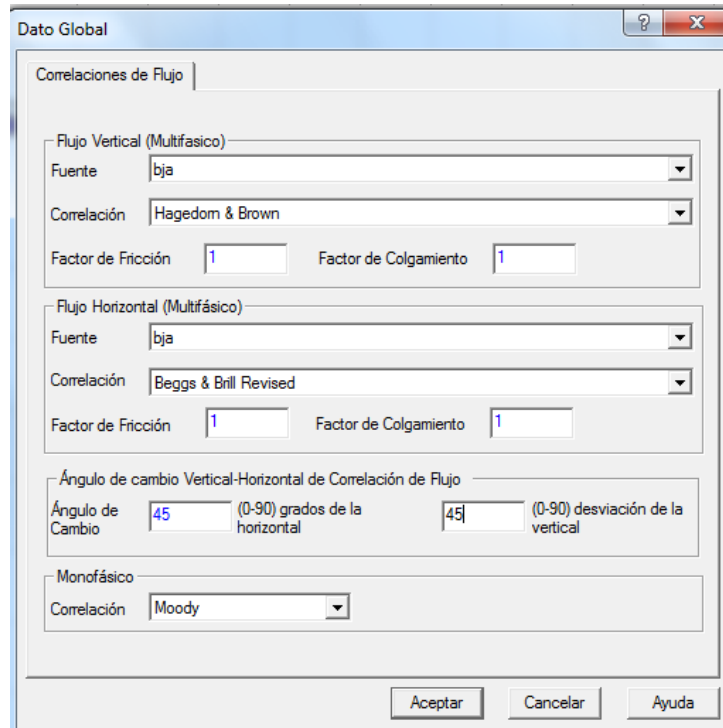 Dato Global
?
X
Correlaciones de Flujo
Flujo Vertical (Multifasico)
Fuente bja
Correlación Hagedorn & Brown
Factor de Fricción 1 Factor de Colgamiento 1
Flujo Horizontal (Multifásico)
Fuente bja
Correlación Beggs & Brill Revised
Factor de Fricción 1 Factor de Colgamiento 1
Ángulo de cambio Vertical-Horizontal de Correlación de Flujo
Ángulo de Cambio 45 (0-90) grados de la horizontal 45 (0-90) desviación de la vertical
Monofásico
Correlación Moody
Aceptar Cancelar Ayuda